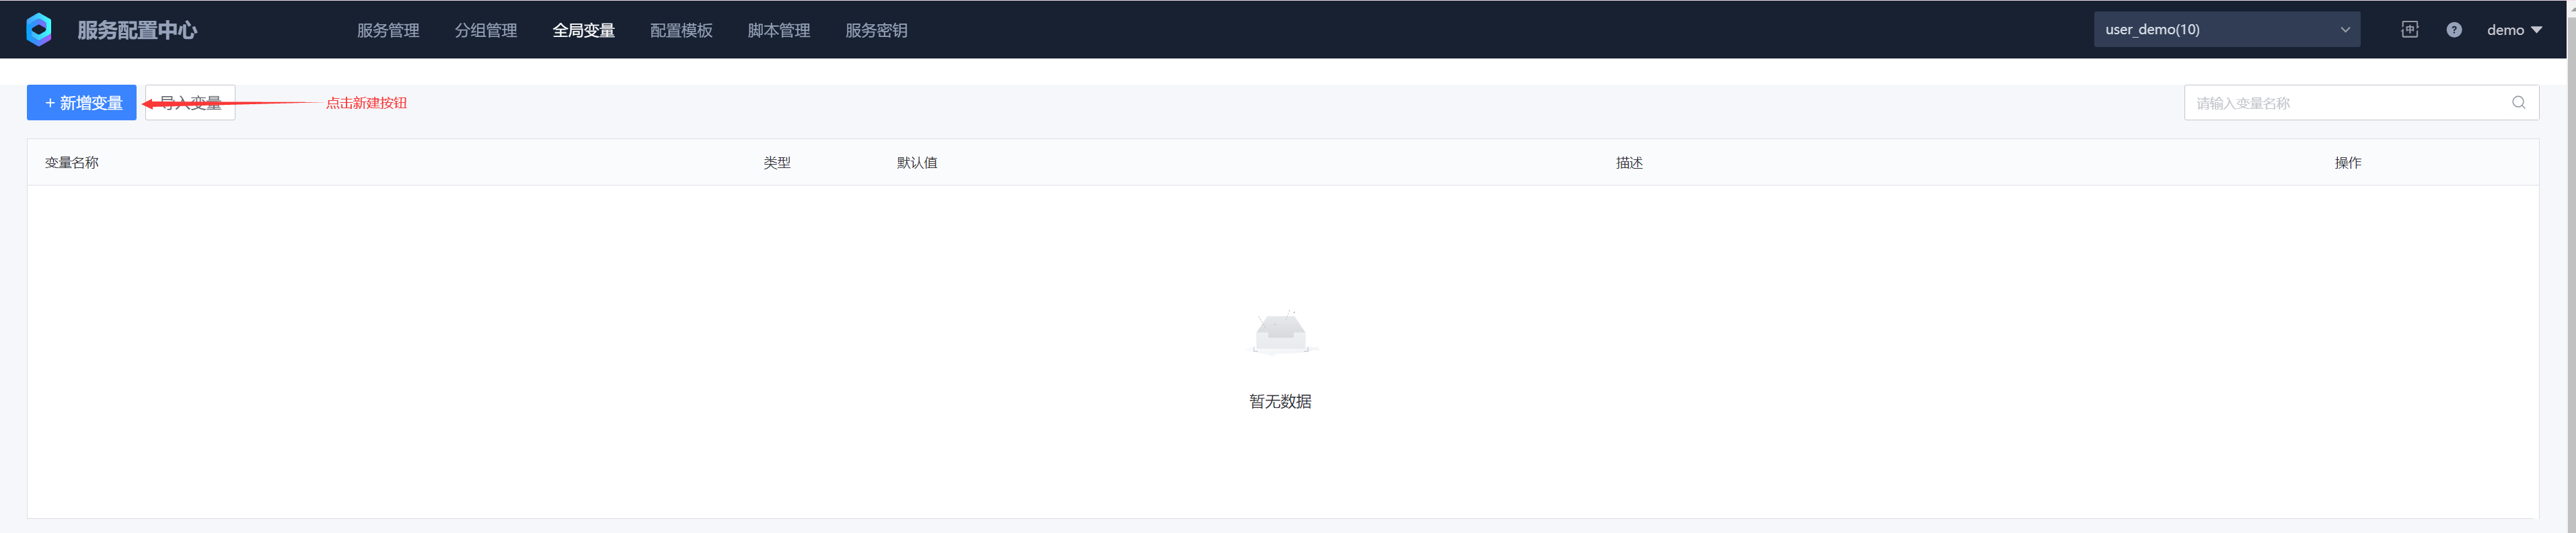 服务配置中心 服务管理 分组管理 全局变量 配置模板 脚本管理 服务密钥 user_demo(10) 中 ? demo
+ 新增变量 导入变量 点击新建按钮 请输入变量名称
变量名称 类型 默认值 描述 操作
暂无数据